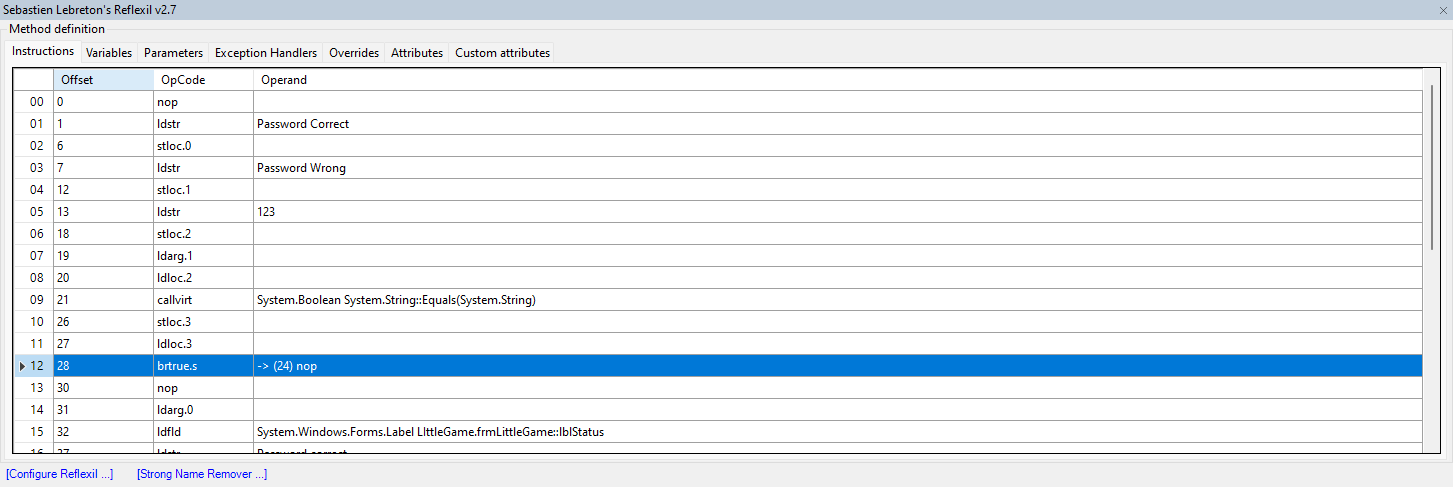 Sebastien Lebreton's Reflexil v2.7
Method definition
Instructions Variables Parameters Exception Handlers Overrides Attributes Custom attributes
Offset OpCode Operand
00 0 nop
01 1 ldstr Password Correct
02 6 stloc.0
03 7 ldstr Password Wrong
04 12 stloc.1
05 13 ldstr 123
06 18 stloc.2
07 19 ldarg.1
08 20 ldloc.2
09 21 callvirt System.Boolean System.String::Equals(System.String)
10 26 stloc.3
11 27 ldloc.3
12 28 brtrue.s -> (24) nop
13 30 nop
14 31 ldarg.0
15 32 ldfld System.Windows.Forms.Label LIttleGame.frmLittleGame::lblStatus
16 37 ldstr Password correct
[Configure Reflexil ...] [Strong Name Remover ...]